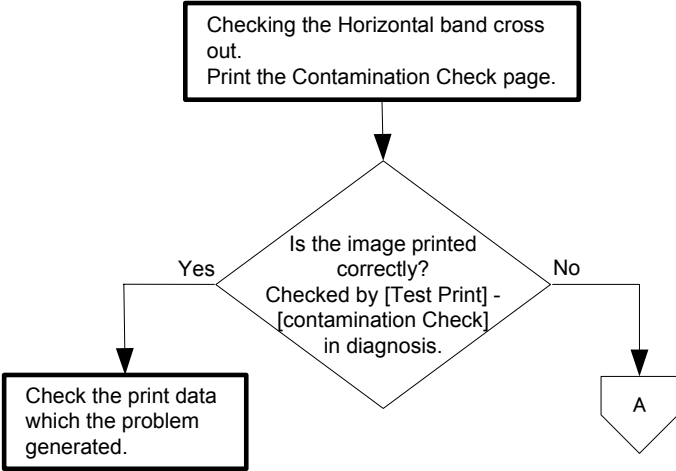 Checking the Horizontal band cross
out.
Print the Contamination Check page.
Is the image printed
correctly?
Checked by [Test Print] -
[contamination Check]
in diagnosis.
Yes
No
Check the print data
which the problem
generated.
A